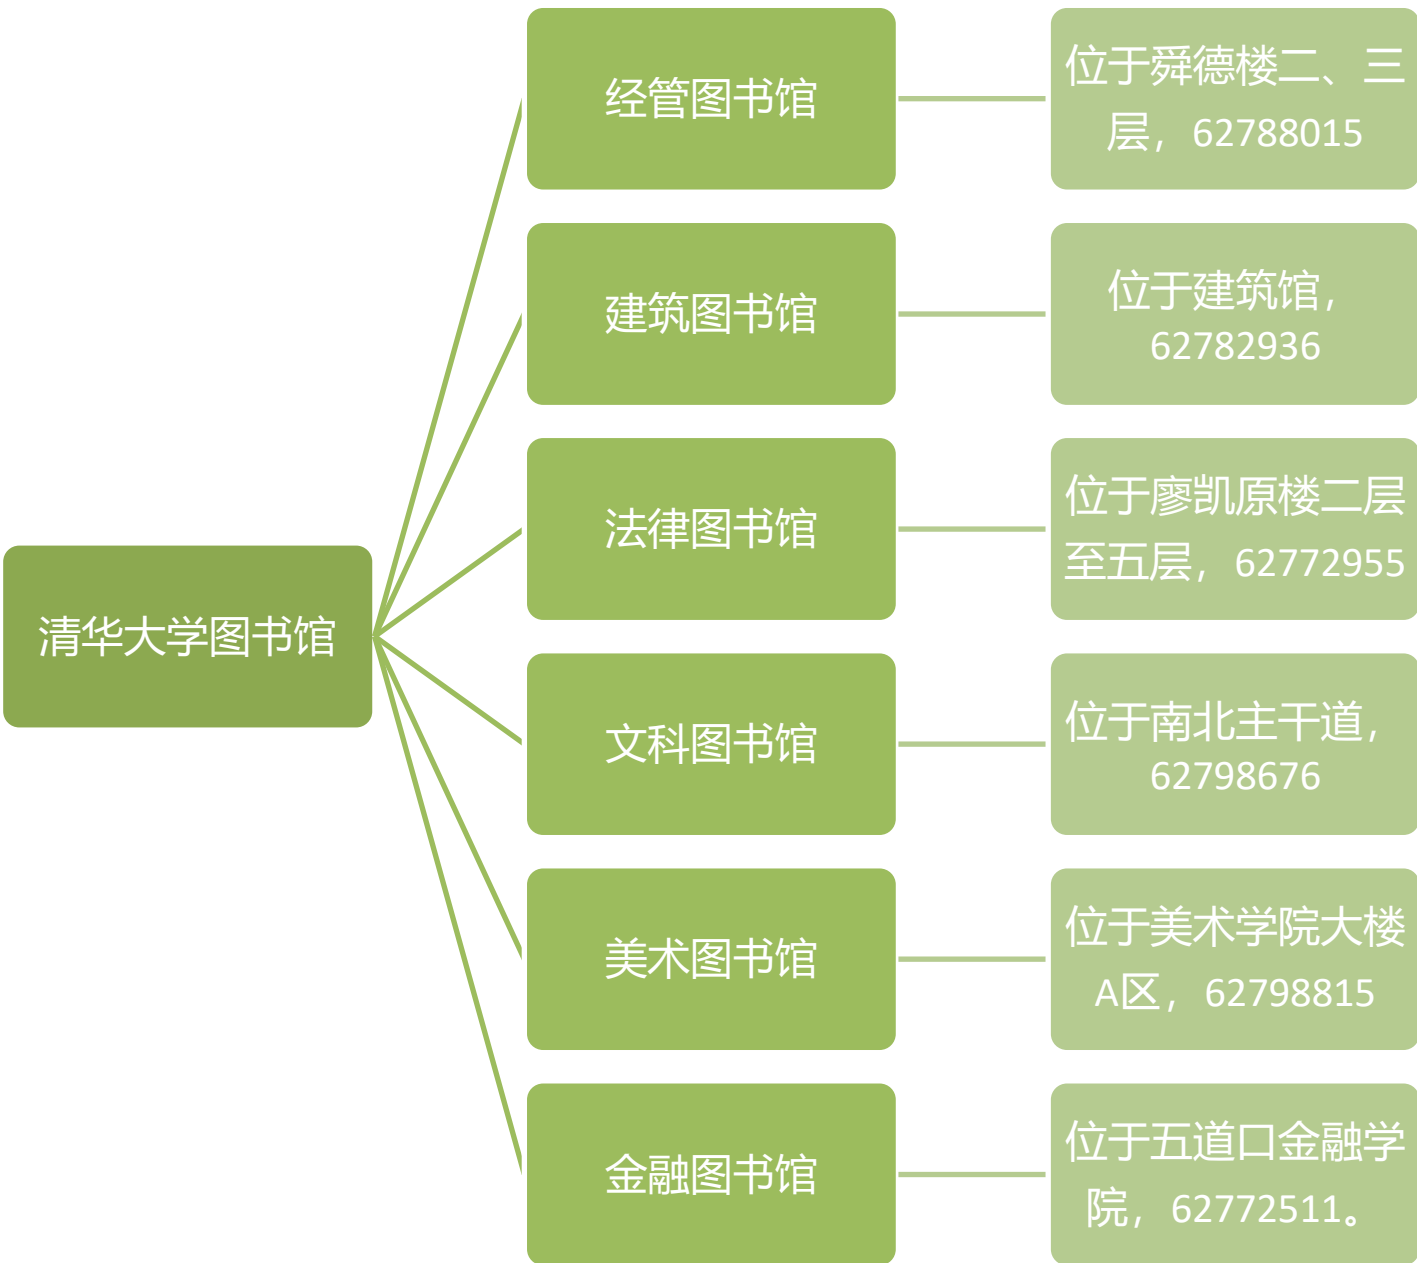 清华大学图书馆
经管图书馆
位于舜德楼二、三
层，62788015
建筑图书馆
位于建筑馆，
62782936
法律图书馆
位于廖凯原楼二层
至五层，62772955
文科图书馆
位于南北主干道，
62798676
美术图书馆
位于美术学院大楼
A区，62798815
金融图书馆
位于五道口金融学
院，62772511。